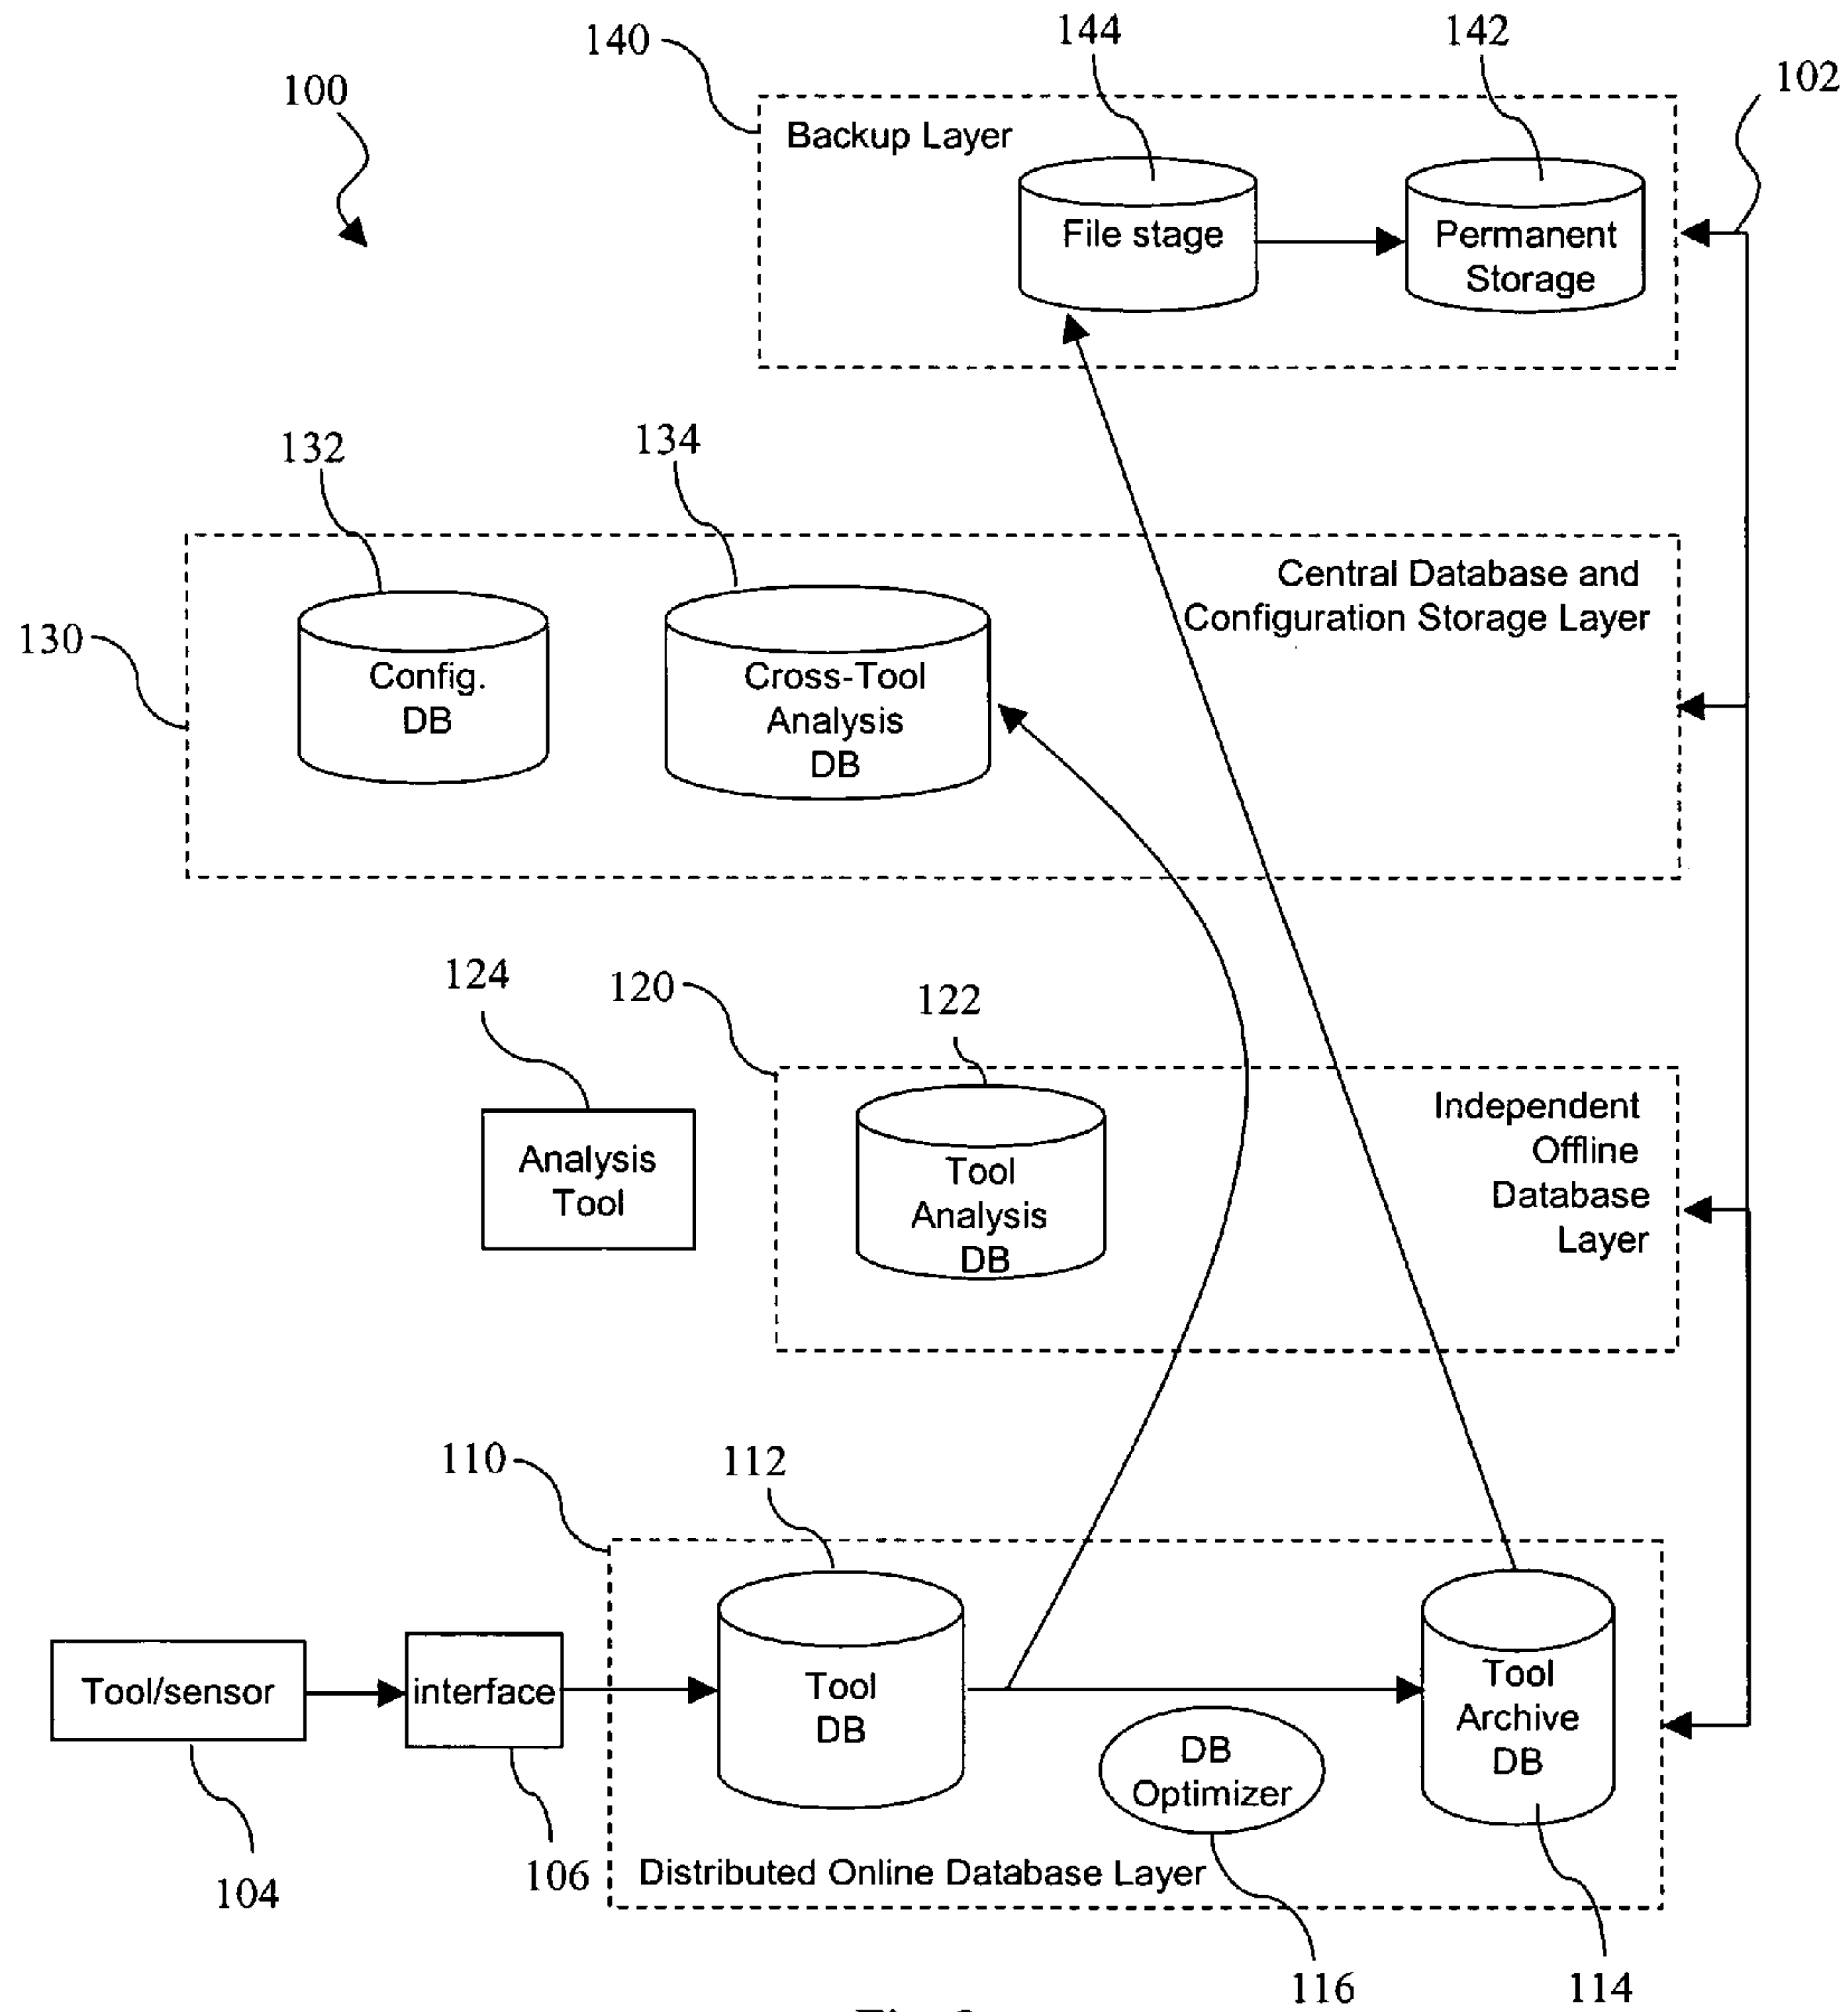 140
144
142
102
100
Backup Layer
File stage
Permanent
Storage
132
134
130
Central Database and
Configuration Storage Layer
Config.
DB
Cross-Tool
Analysis
DB
124
120
122
Analysis
Tool
Tool
Analysis
DB
Independent
Offline
Database
Layer
110
112
Tool/sensor
interface
Tool
DB
DB
Optimizer
Tool
Archive
DB
Distributed Online Database Layer
104
106
116
114